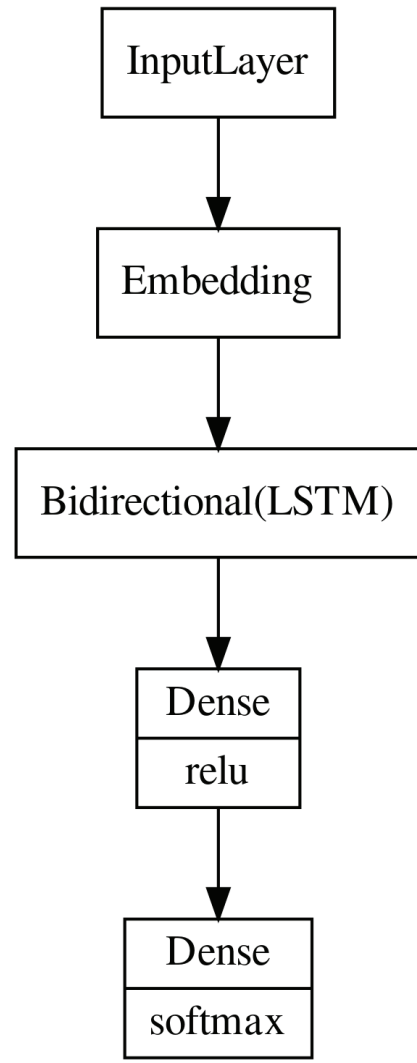 InputLayer
Embedding
Bidirectional(LSTM)
Dense
relu
Dense
softmax